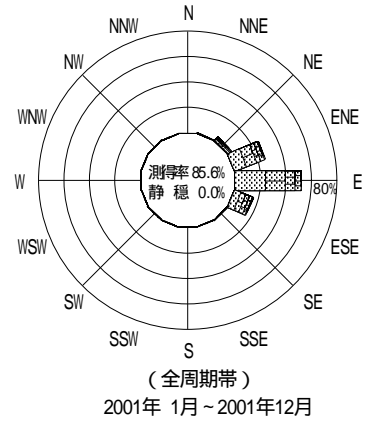 N
NNW NNE
NW NE
WNW ENE
測得率 85.6%
静 穏 0.0%
W E
80%
WSW ESE
SW SE
SSW SSE
S
(全周期帯)
2001年 1月~2001年12月